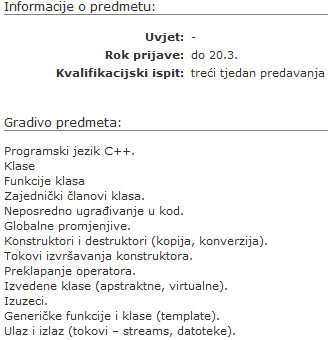 Informacije o predmetu:
Uvjet: -
Rok prijave: do 20.3.
Kvalifikacijski ispit: treći tjedan predavanja
Gradivo predmeta:
Programski jezik C++.
Klase
Funkcije klasa
Zajednički članovi klasa.
Neposredno ugrađivanje u kod.
Globalne promjenjive.
Konstruktori i destruktori (kopija, konverzija).
Tokovi izvršavanja konstruktora.
Preklapanje operatora.
Izvedene klase (apstraktne, virtualne).
Izuzeci.
Generičke funkcije i klase (template).
Ulaz i izlaz (tokovi – streams, datoteke).